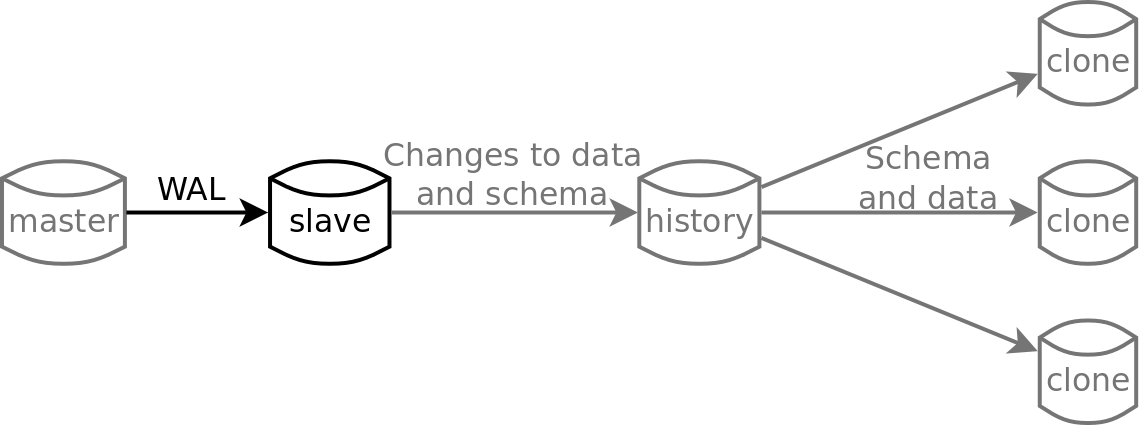 clone
Changes to data
and schema
Schema
and data
WAL
master
slave
history
clone
clone